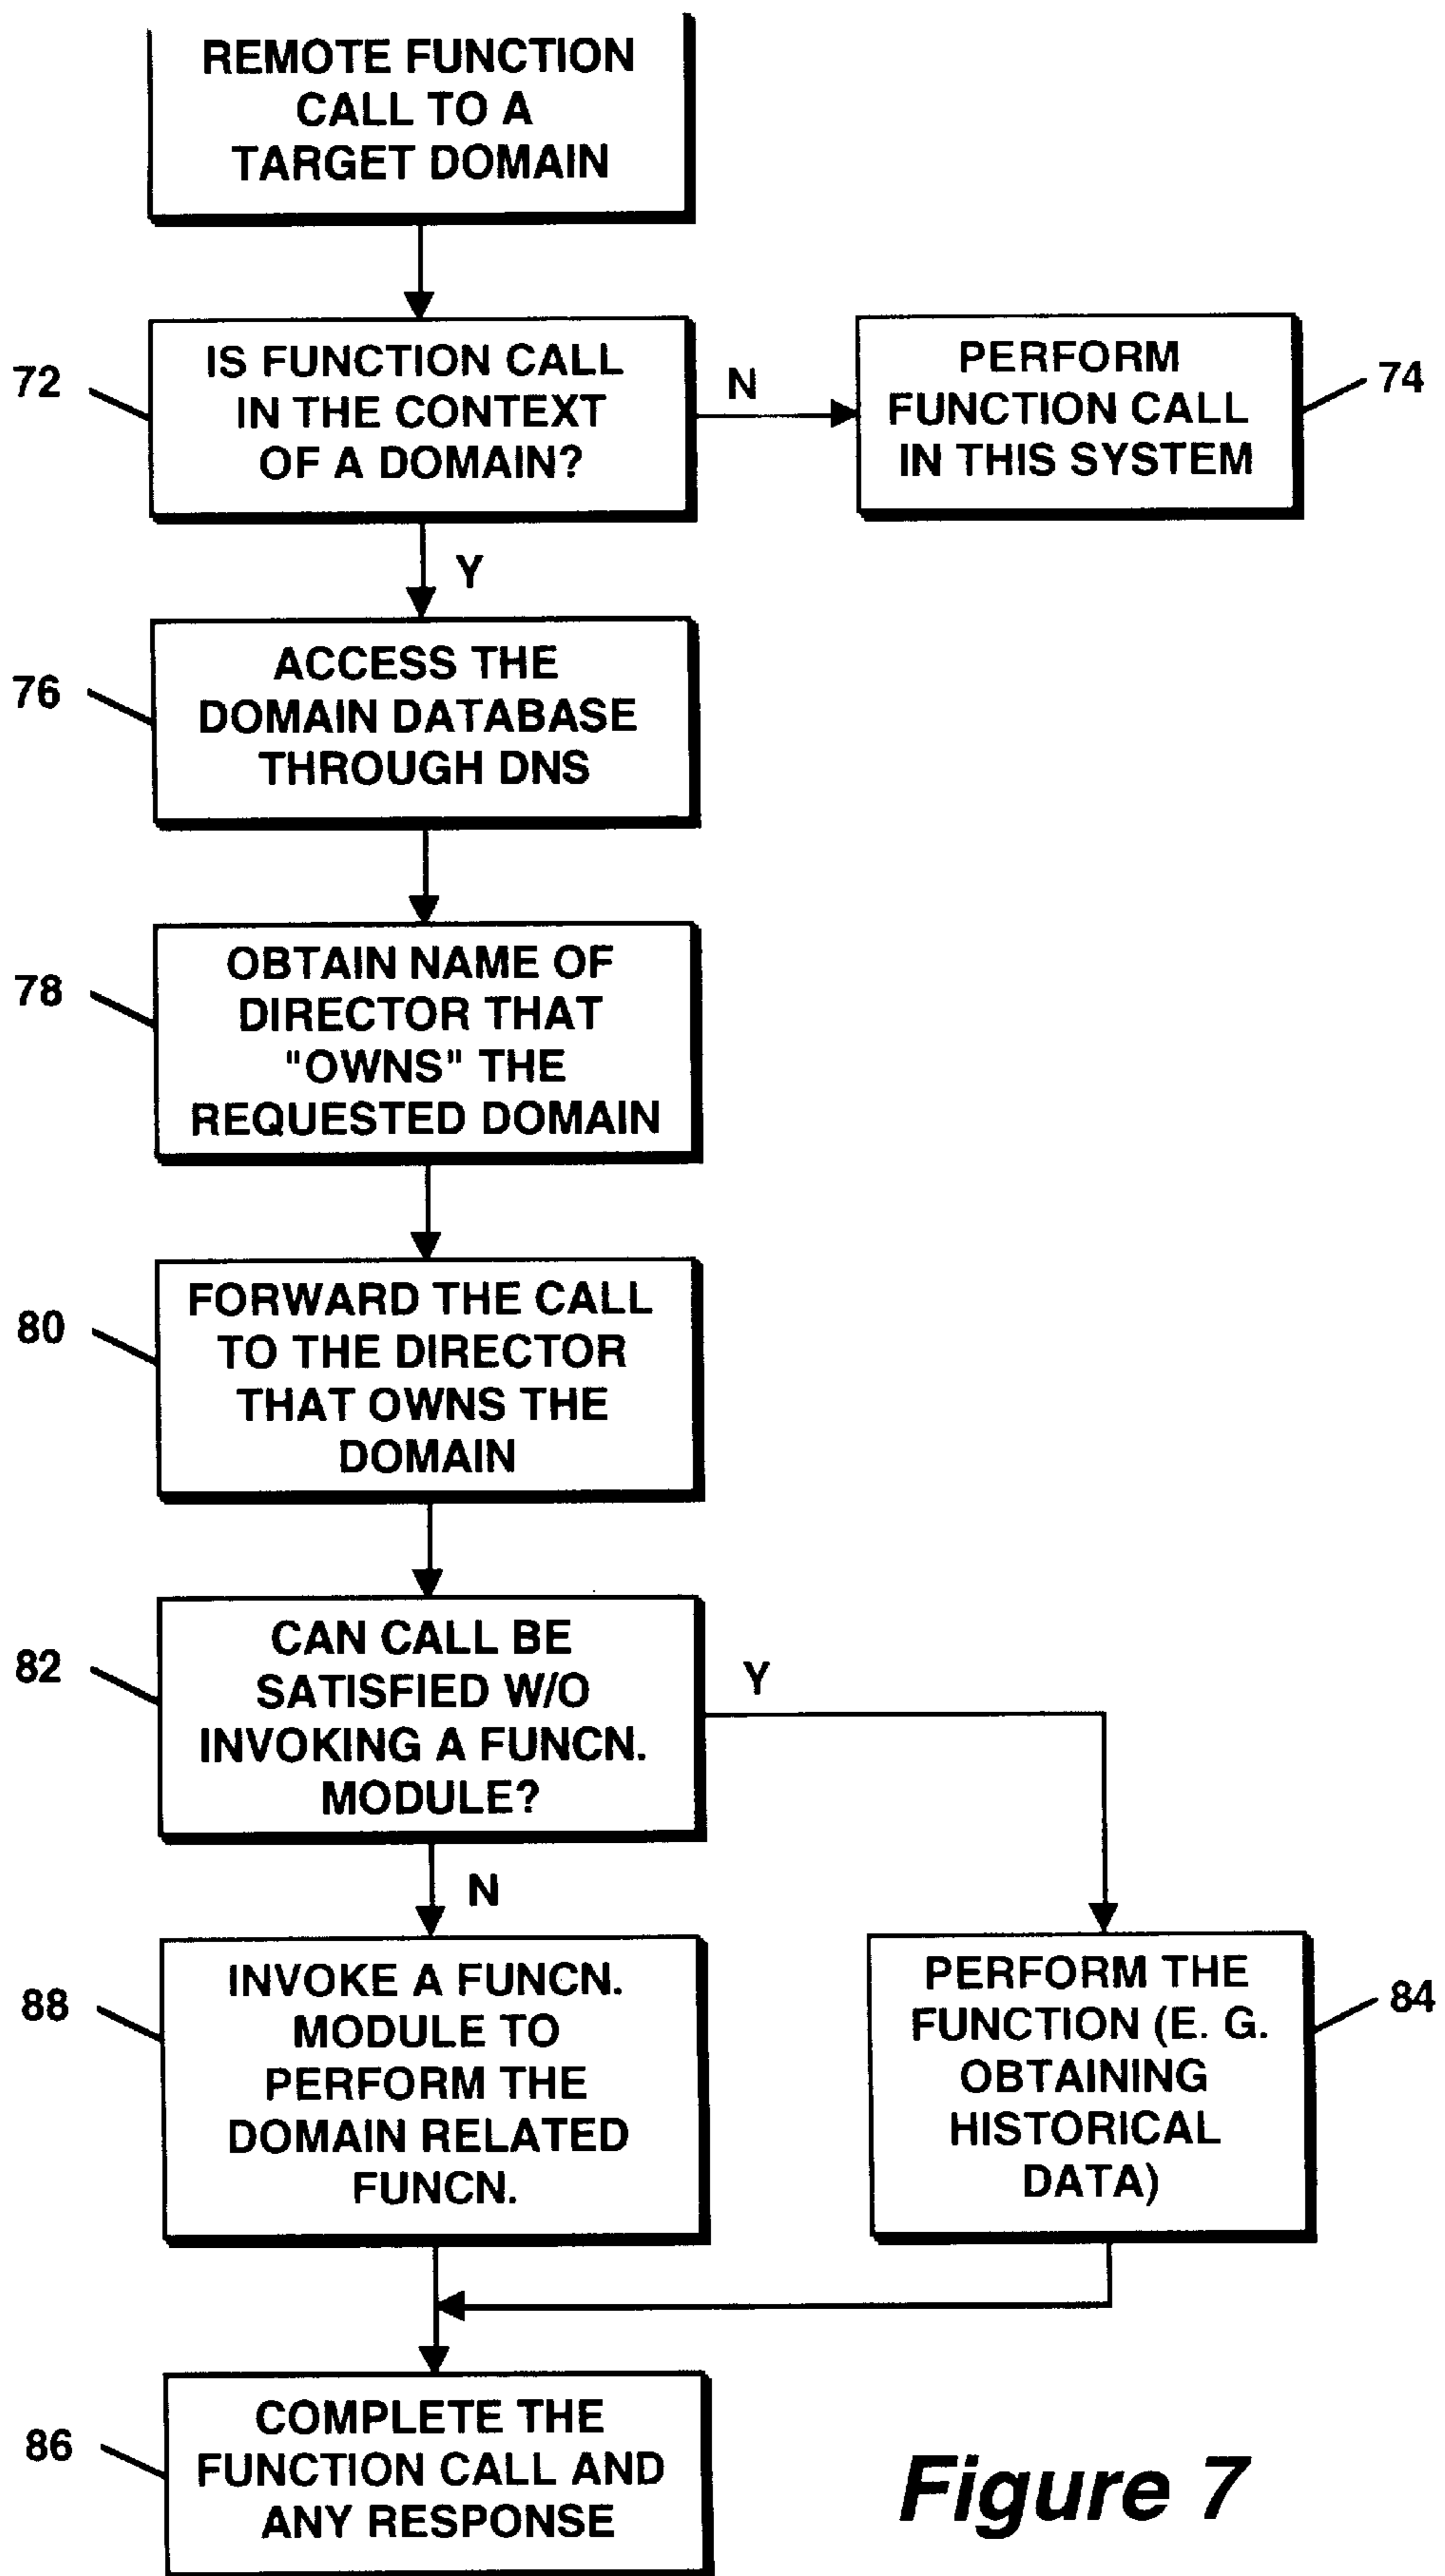 REMOTE FUNCTION
CALL TO A
TARGET DOMAIN
72
IS FUNCTION CALL
IN THE CONTEXT
OF A DOMAIN?
N
PERFORM
FUNCTION CALL
IN THIS SYSTEM
74
Y
76
ACCESS THE
DOMAIN DATABASE
THROUGH DNS
78
OBTAIN NAME OF
DIRECTOR THAT
"OWNS" THE
REQUESTED DOMAIN
80
FORWARD THE CALL
TO THE DIRECTOR
THAT OWNS THE
DOMAIN
82
CAN CALL BE
SATISFIED W/O
INVOKING A FUNCN.
MODULE?
Y
N
88
INVOKE A FUNCN.
MODULE TO
PERFORM THE
DOMAIN RELATED
FUNCN.
PERFORM THE
FUNCTION (E. G.
OBTAINING
HISTORICAL
DATA)
84
86
COMPLETE THE
FUNCTION CALL AND
ANY RESPONSE
Figure 7